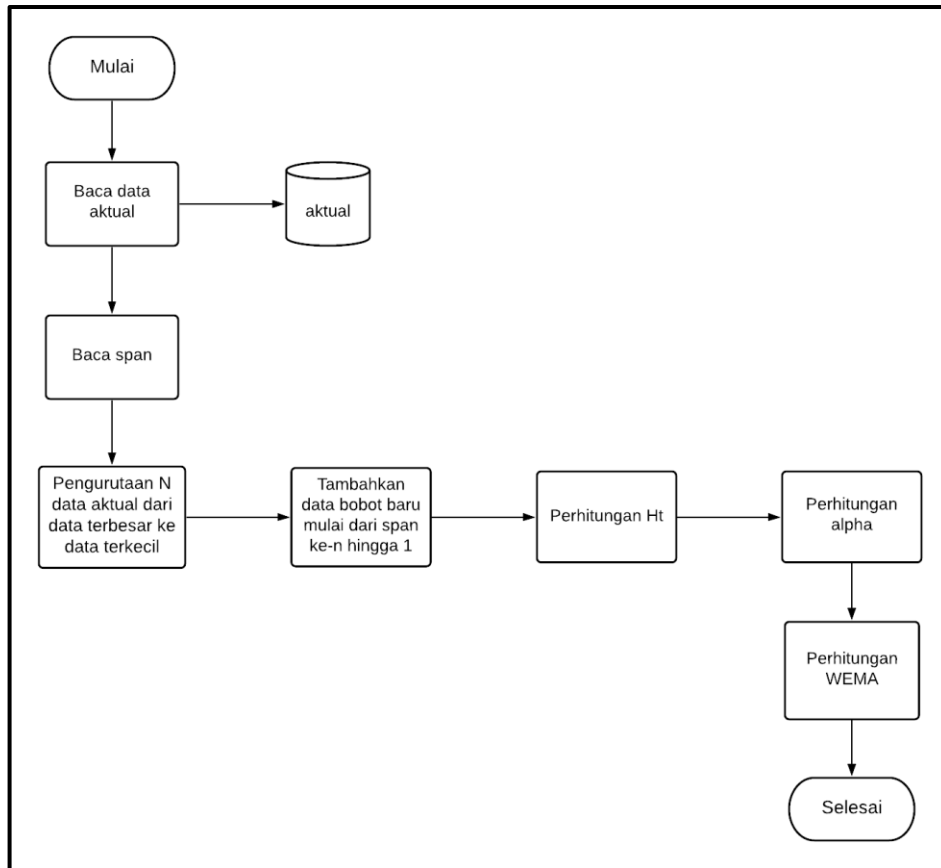 Mulai
Baca data
aktual
aktual
Baca span
Pengurutaan N
data aktual dari
data terbesar ke
data terkecil
Tambahkan
data bobot baru
mulai dari span
ke-n hingga 1
Perhitungan Ht
Perhitungan
alpha
Perhitungan
WEMA
Selesai